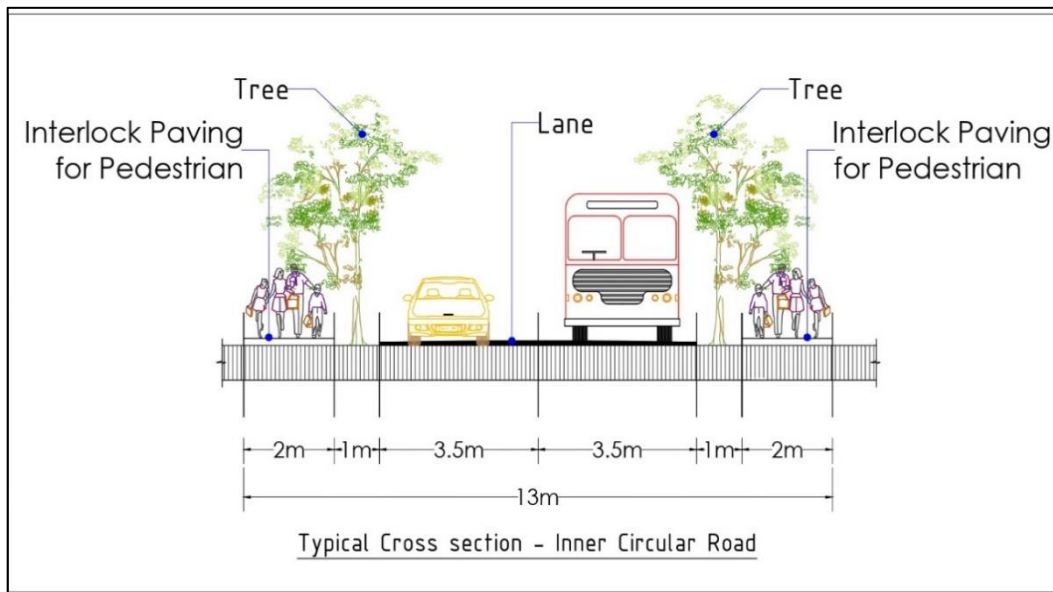 Tree
Interlock Paving
for Pedestrian
Lane
Tree
Interlock Paving
for Pedestrian
2m 1m 3.5m 3.5m 1m 2m
13m
Typical Cross section - Inner Circular Road